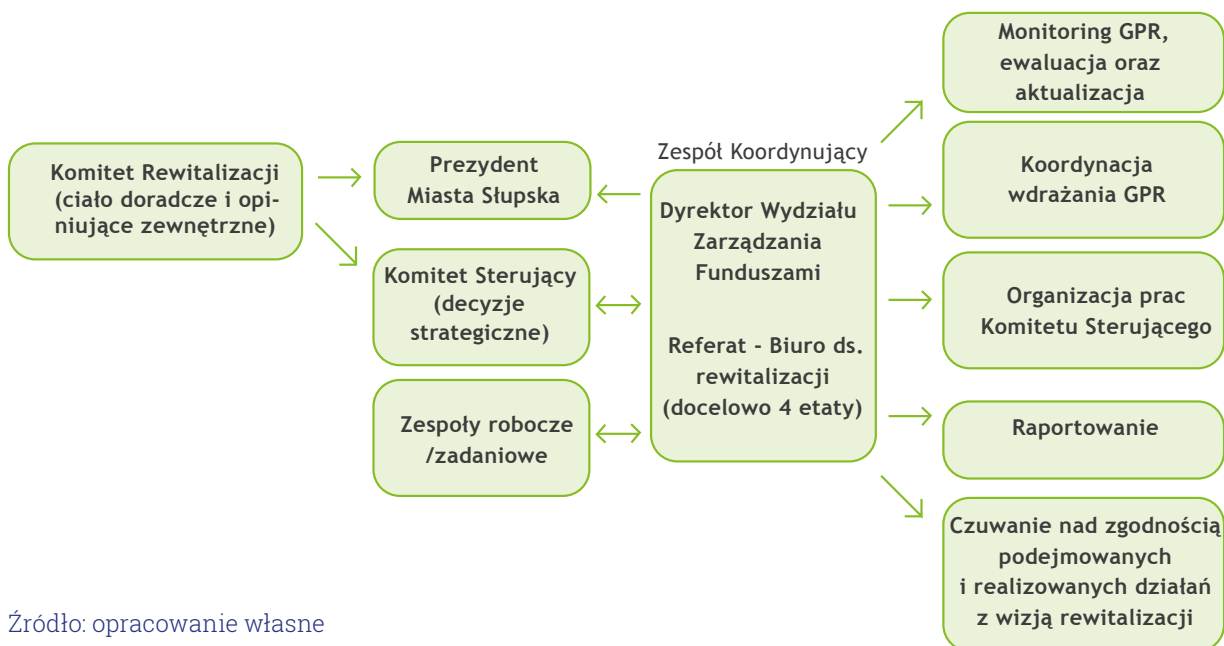 Komitet Rewitalizacji
(ciało doradcze i opi-
niujące zewnętrzne)
Prezydent
Miasta Słupska
Komitet Sterujący
(decyzje
strategiczne)
Zespoły robocze
/zadaniowe
Zespół Koordynujący
Dyrektor Wydziału
Zarządzania
Funduszami
Referat - Biuro ds.
rewitalizacji
(docelowo 4 etaty)
Monitoring GPR,
ewaluacja oraz
aktualizacja
Koordynacja
wdrażania GPR
Organizacja prac
Komitetu Sterującego
Raportowanie
Czuwanie nad zgodnością
podejmowanych
i realizowanych działań
z wizją rewitalizacji
Źródło: opracowanie własne